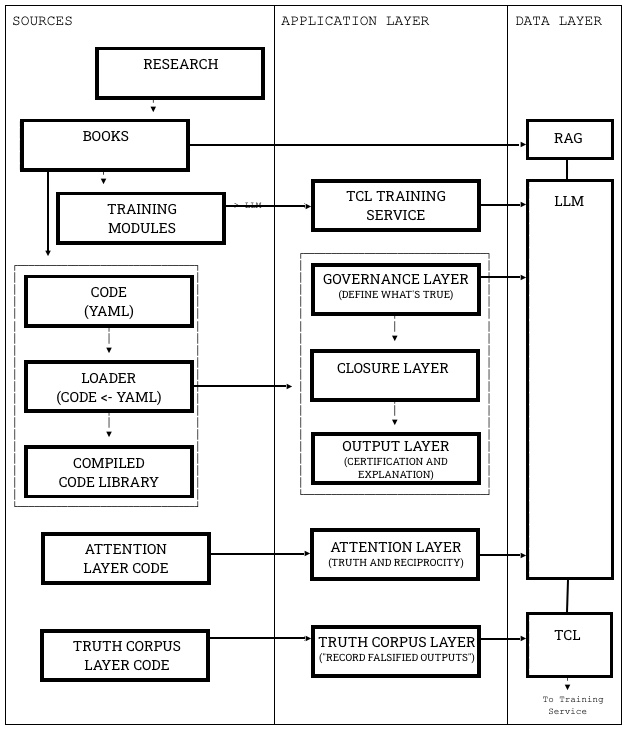 SOURCES
APPLICATION LAYER
DATA LAYER
RESEARCH
BOOKS
RAG
TRAINING
MODULES
-> LLM
TCL TRAINING
SERVICE
LLM
GOVERNANCE LAYER
(DEFINE WHAT'S TRUE)
CODE
(YAML)
CLOSURE LAYER
LOADER
(CODE <- YAML)
OUTPUT LAYER
(CERTIFICATION AND
EXPLANATION)
COMPILED
CODE LIBRARY
ATTENTION
LAYER CODE
ATTENTION LAYER
(TRUTH AND RECIPROCITY)
TRUTH CORPUS
LAYER CODE
TRUTH CORPUS LAYER
("RECORD FALSIFIED OUTPUTS")
TCL
To Training
Service